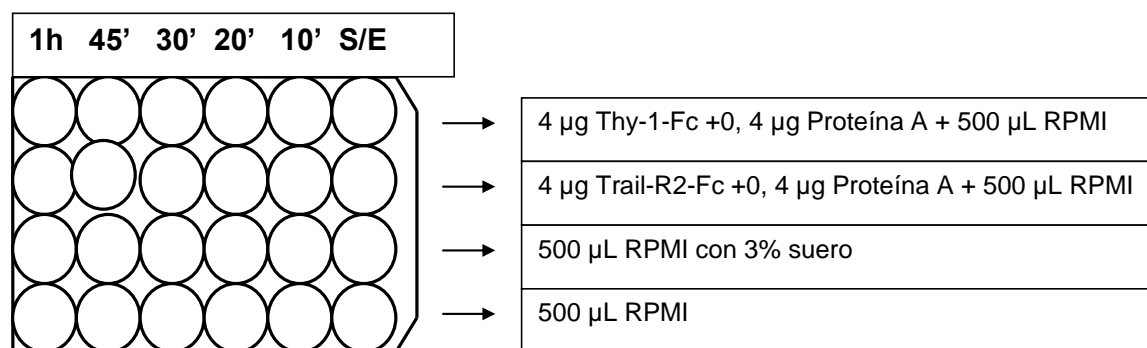 1h 45’ 30’ 20’ 10’ S/E
4 µg Thy-1-Fc +0, 4 µg Proteína A + 500 µL RPMI
4 µg Trail-R2-Fc +0, 4 µg Proteína A + 500 µL RPMI
500 µL RPMI con 3% suero
500 µL RPMI